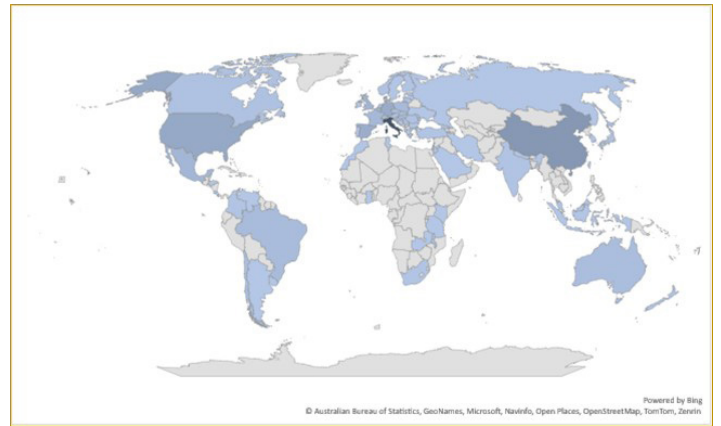 Powered by Bing
© Australian Bureau of Statistics, GeoNames, Microsoft, Navinfo, Open Places, OpenStreetMap, TomTom, Zenrin